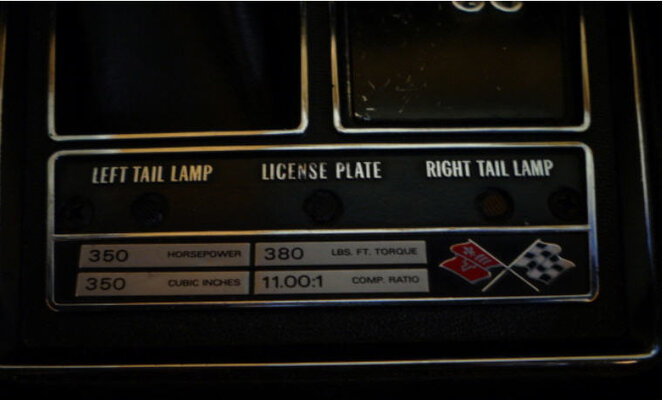 LEFT TAIL LAMP LICENSE PLATE RIGHT TAIL LAMP
350 HORSEPOWER 380 LBS. FT. TORQUE
350 CUBIC INCHES 11.00:1 COMP. RATIO